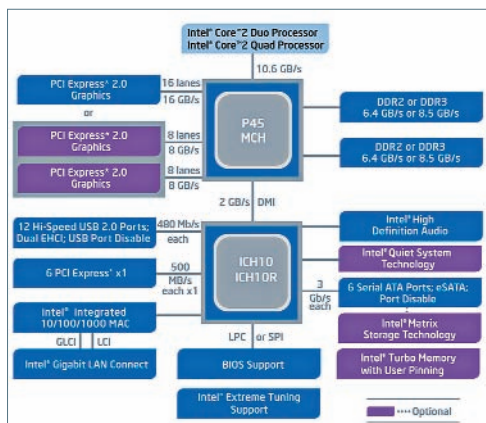 Intel® Core™2 Duo Processor
Intel® Core™2 Quad Processor
10.6 GB/s
PCI Express* 2.0
Graphics
16 lanes
16 GB/s
or
PCI Express* 2.0
Graphics
8 lanes
8 GB/s
PCI Express* 2.0
Graphics
8 lanes
8 GB/s
P45
MCH
DDR2 or DDR3
6.4 GB/s or 8.5 GB/s
DDR2 or DDR3
6.4 GB/s or 8.5 GB/s
2 GB/s DMI
12 Hi-Speed USB 2.0 Ports;
Dual EHCI; USB Port Disable
480 Mb/s
each
6 PCI Express* x1
500
MB/s
each x1
Intel® Integrated
10/100/1000 MAC
GLCI LCI
Intel® Gigabit LAN Connect
ICH10
ICH10R
Intel® High
Definition Audio
Intel® Quiet System
Technology
3
Gb/s
each
6 Serial ATA Ports; eSATA;
Port Disable
Intel® Matrix
Storage Technology
Intel® Turbo Memory
with User Pinning
LPC or SPI
BIOS Support
Intel® Extreme Tuning
Support
Optional